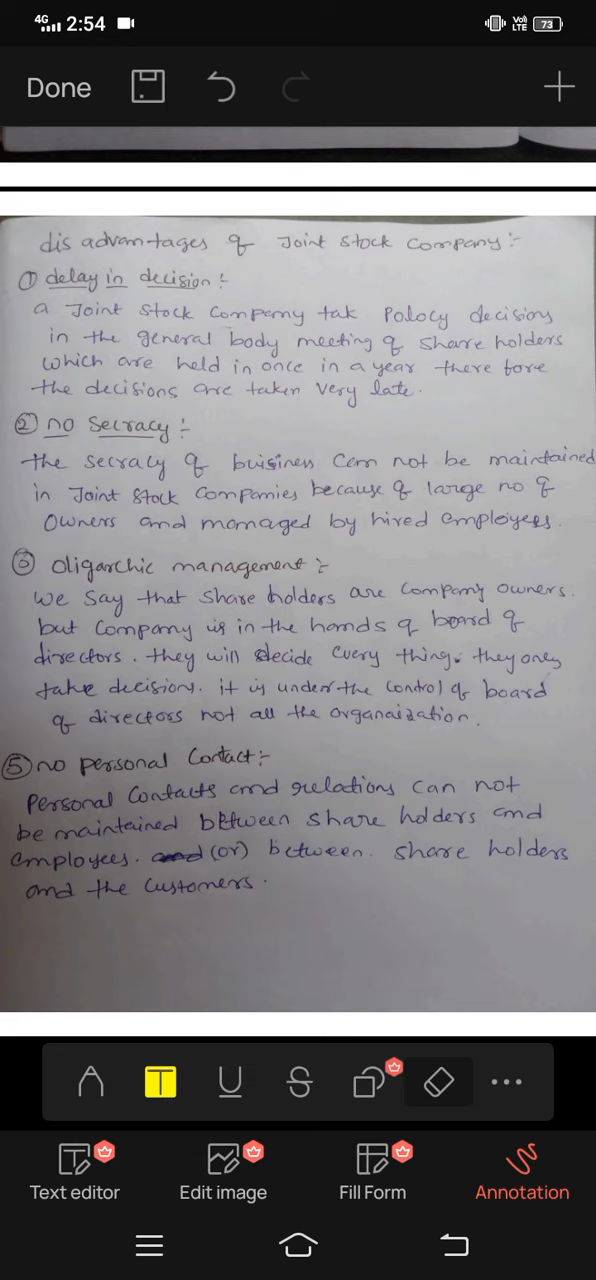 4G 2:54 Vo) LTE 73
Done
dis advantages of Joint Stock Company :-
① delay in decision :-
a Joint Stock Company tak Polocy decisions
in the general body meeting of Share holders
which are held in once in a year there fore
the decisions are taken very late.
② no Secracy :-
the secracy of buisiness can not be maintained
in Joint Stock Companies because of large no of
Owners and managed by hired employees.
③ Oligarchic management :-
we say that Share holders are Company owners.
but Company is in the hands of board of
directors. they will decide every thing. they only
take decisions. it is under the control of board
of directors not all the organaization.
⑤ no personal Contact :-
Personal Contacts and relations can not
be maintained between share holders and
employees. (or) between. share holders
and the customers.
Text editor Edit image Fill Form Annotation